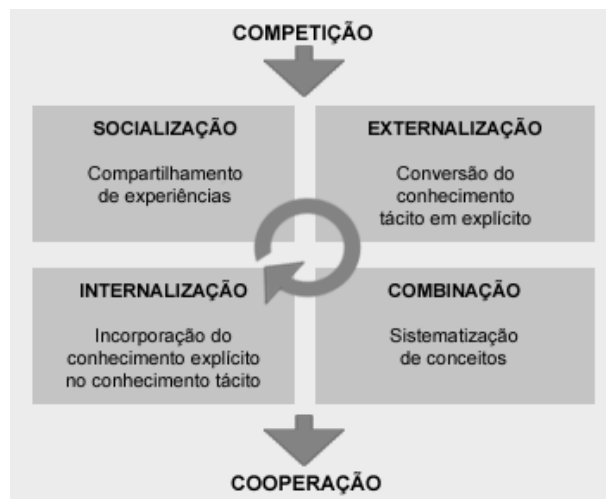 COMPETIÇÃO
SOCIALIZAÇÃO
Compartilhamento
de experiências
EXTERNALIZAÇÃO
Conversão do
conhecimento
tácito em explícito
INTERNALIZAÇÃO
Incorporação do
conhecimento explícito
no conhecimento tácito
COMBINAÇÃO
Sistematização
de conceitos
COOPERAÇÃO